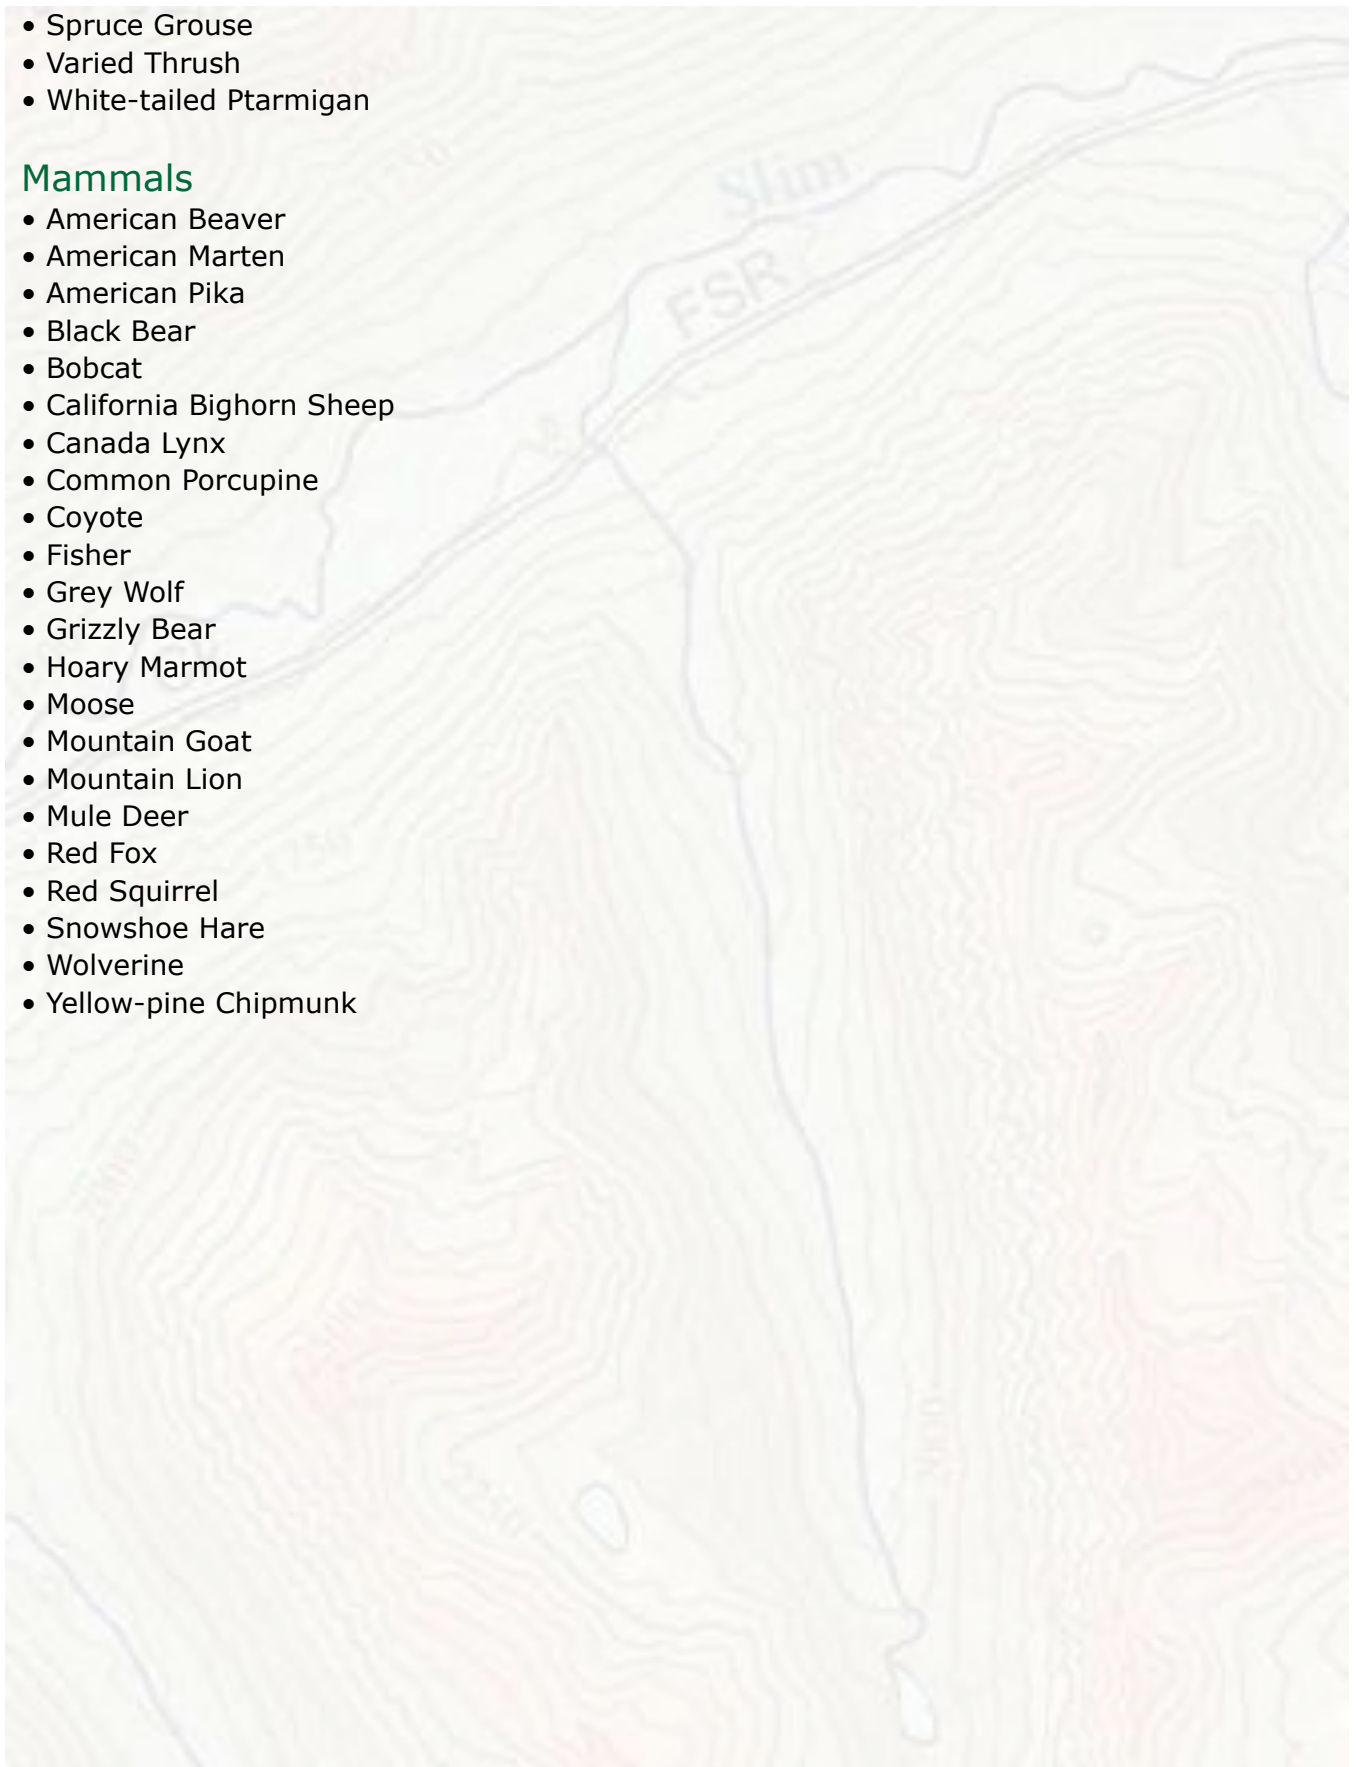 • Spruce Grouse
• Varied Thrush
• White-tailed Ptarmigan
Mammals
• American Beaver
• American Marten
• American Pika
• Black Bear
• Bobcat
• California Bighorn Sheep
• Canada Lynx
• Common Porcupine
• Coyote
• Fisher
• Grey Wolf
• Grizzly Bear
• Hoary Marmot
• Moose
• Mountain Goat
• Mountain Lion
• Mule Deer
• Red Fox
• Red Squirrel
• Snowshoe Hare
• Wolverine
• Yellow-pine Chipmunk
Slim
FSR